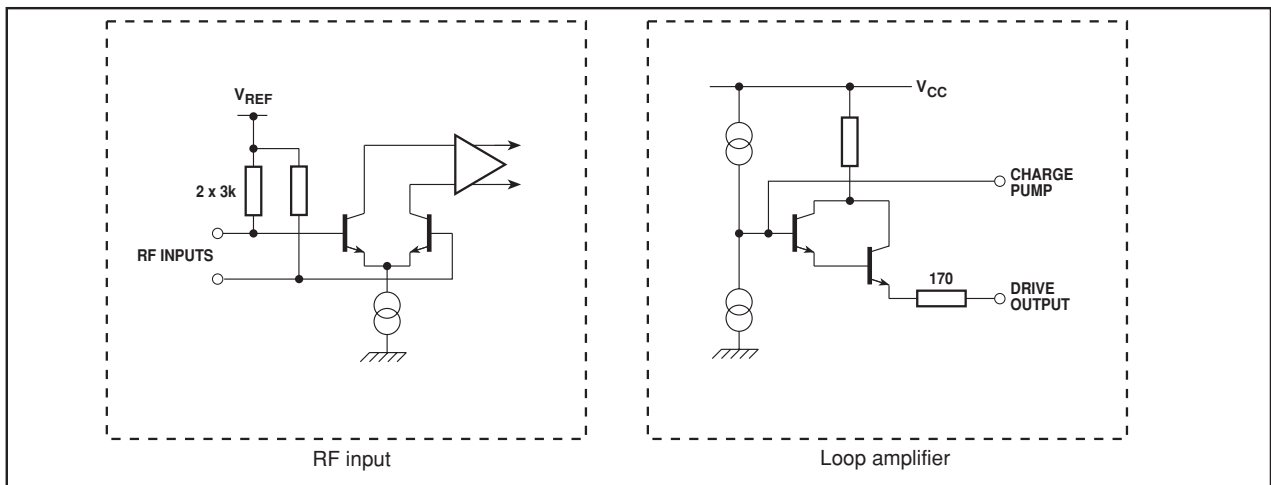 VREF
2 x 3k
RF INPUTS
RF input
VCC
CHARGE
PUMP
170
DRIVE
OUTPUT
Loop amplifier